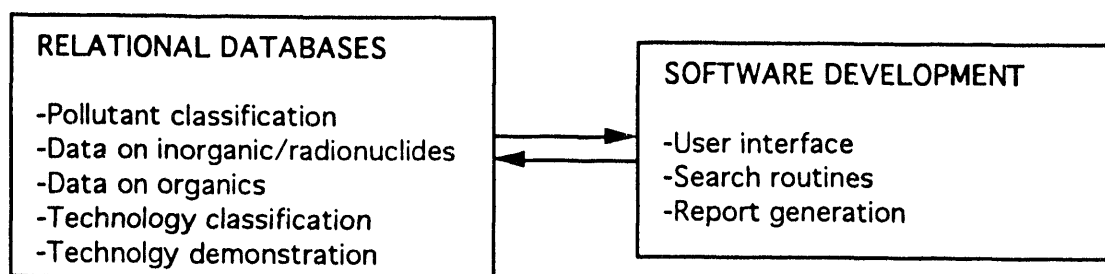 RELATIONAL DATABASES
-Pollutant classification
-Data on inorganic/radionuclides
-Data on organics
-Technology classification
-Technolgy demonstration
SOFTWARE DEVELOPMENT
-User interface
-Search routines
-Report generation